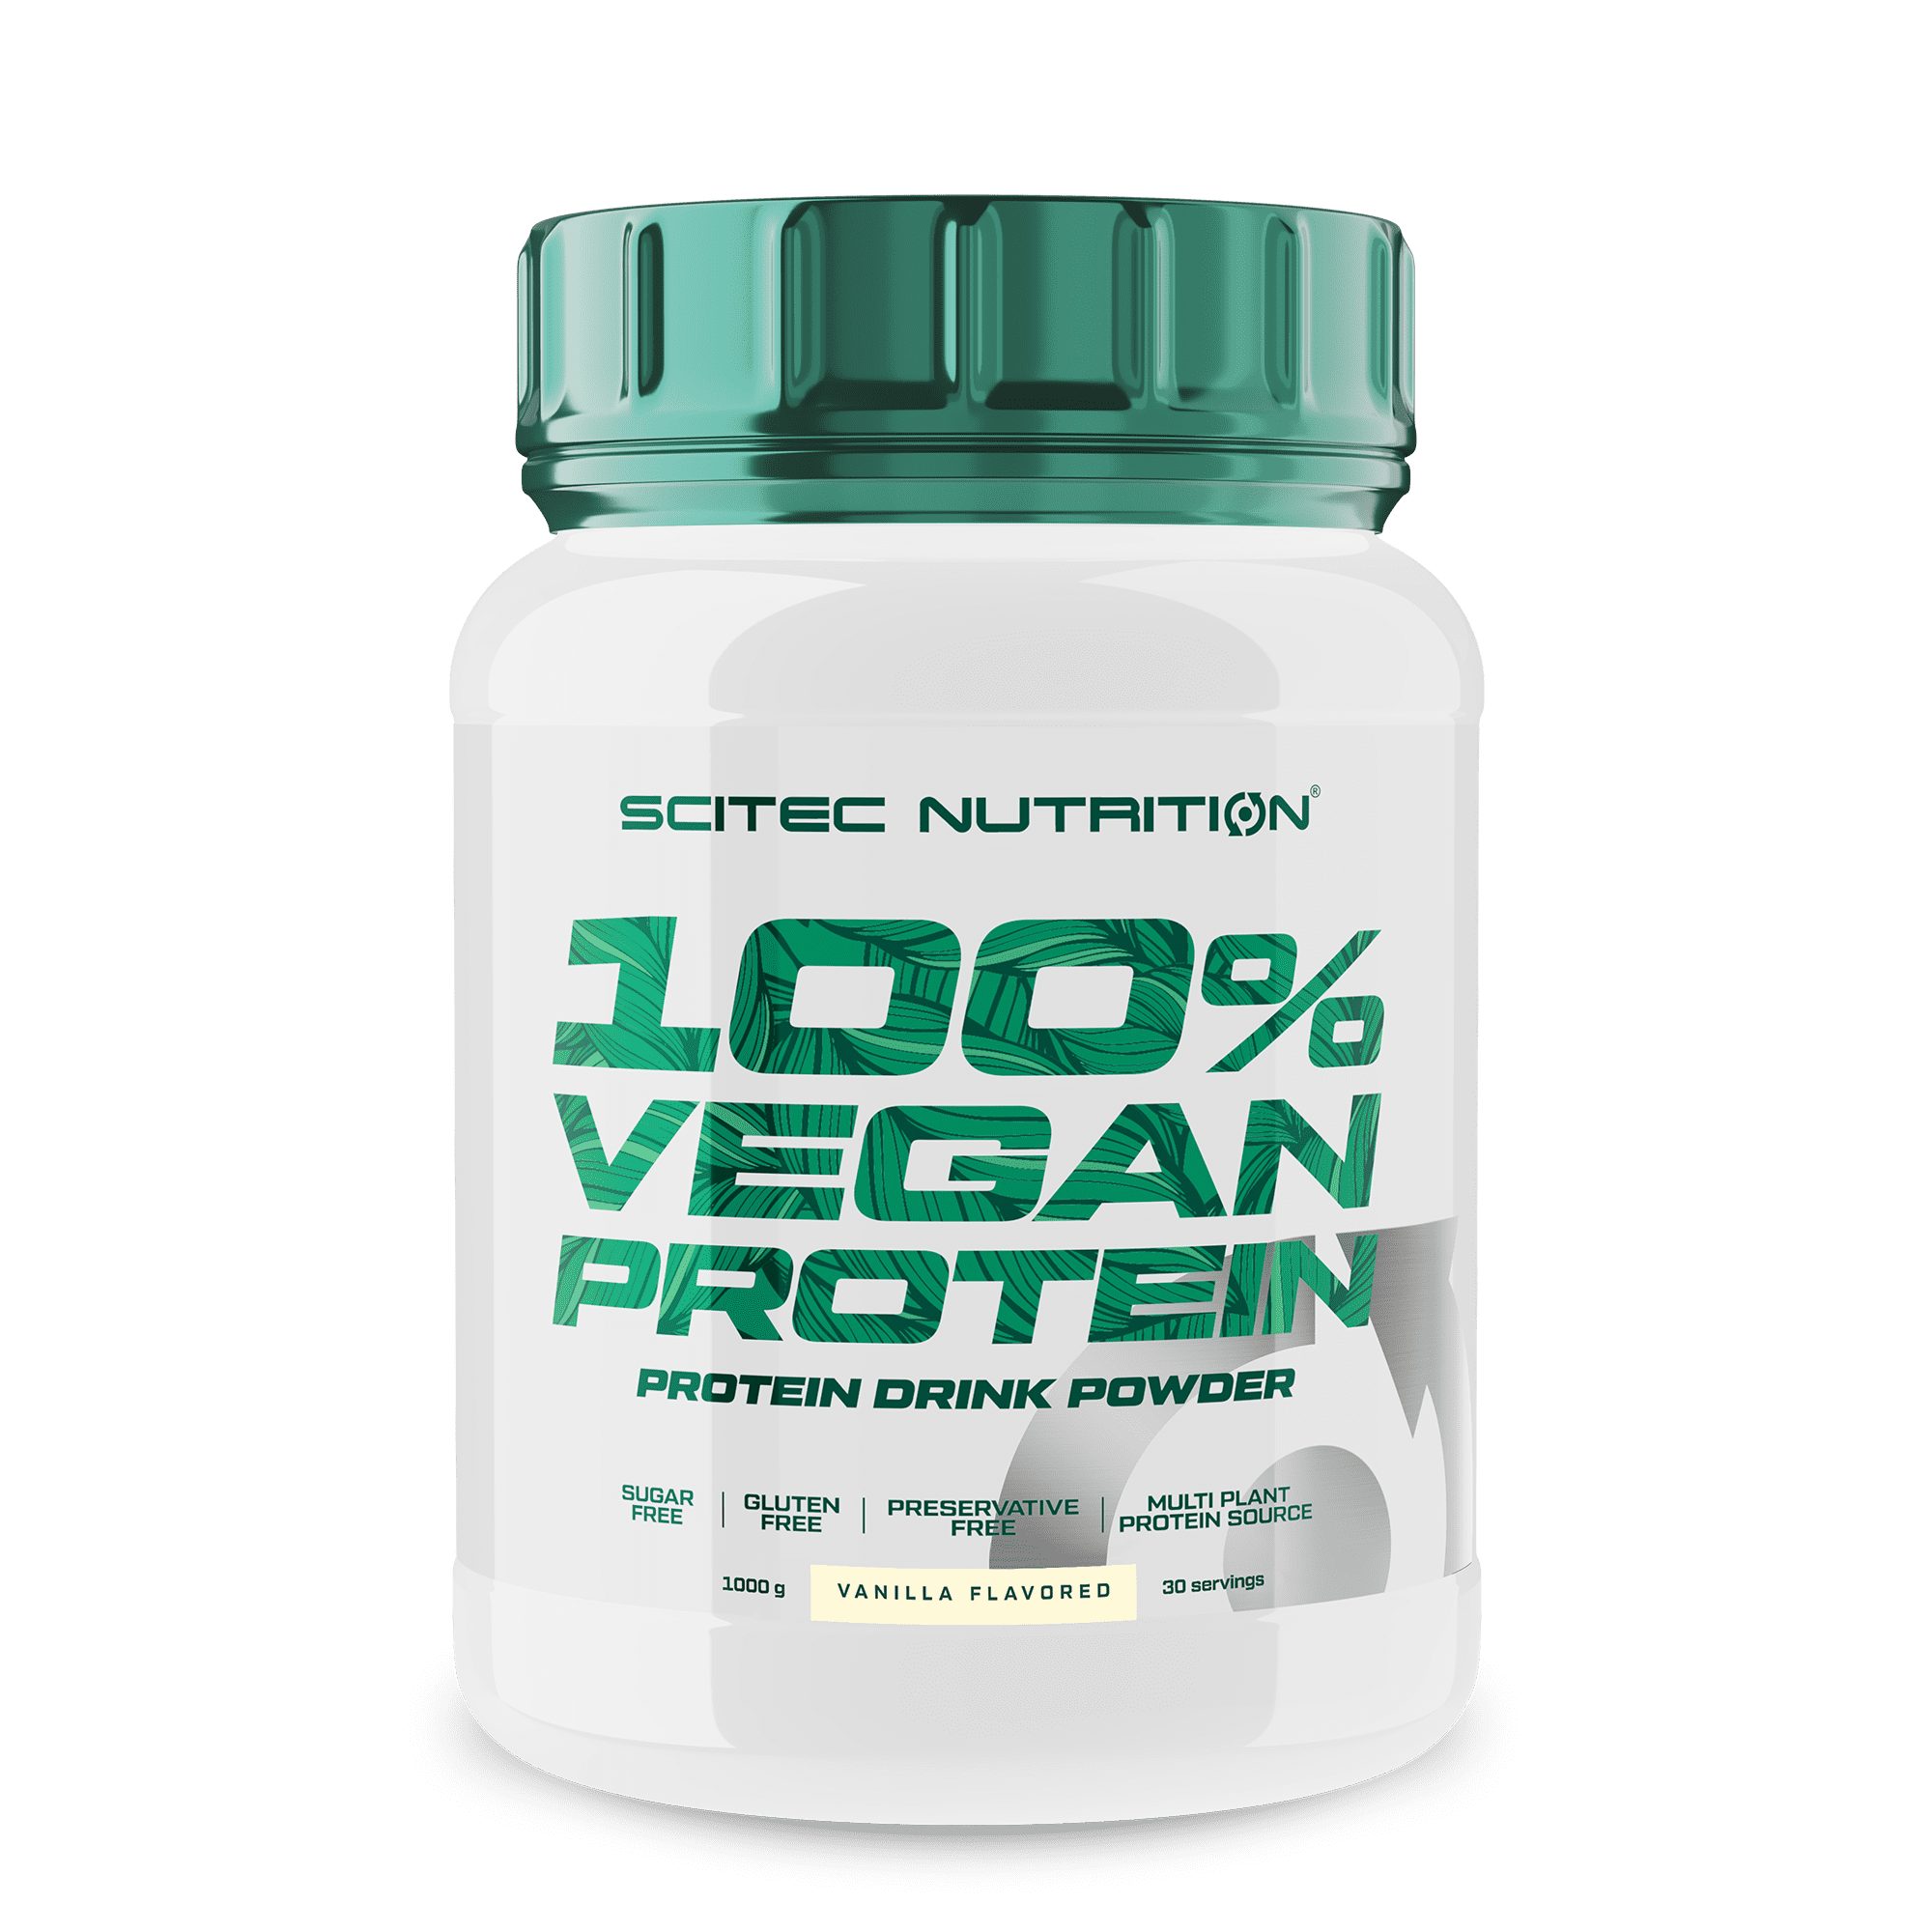 SCITEC NUTRITION®
100%
VEGAN
PROTEIN
PROTEIN DRINK POWDER
SUGAR
FREE
GLUTEN
FREE
PRESERVATIVE
FREE
MULTI PLANT
PROTEIN SOURCE
1000 g
VANILLA FLAVORED
30 servings